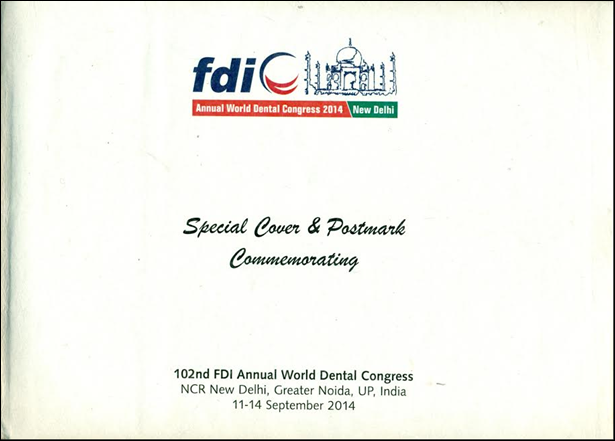 fdi
Annual World Dental Congress 2014 New Delhi
Special Cover & Postmark
Commemorating
102nd FDI Annual World Dental Congress
NCR New Delhi, Greater Noida, UP, India
11-14 September 2014